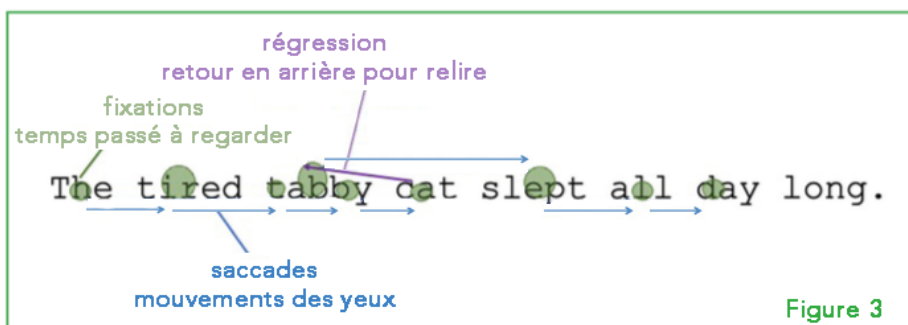 régression
retour en arrière pour relire
fixations
temps passé à regarder
The tired tabby cat slept all day long.
saccades
mouvements des yeux
Figure 3